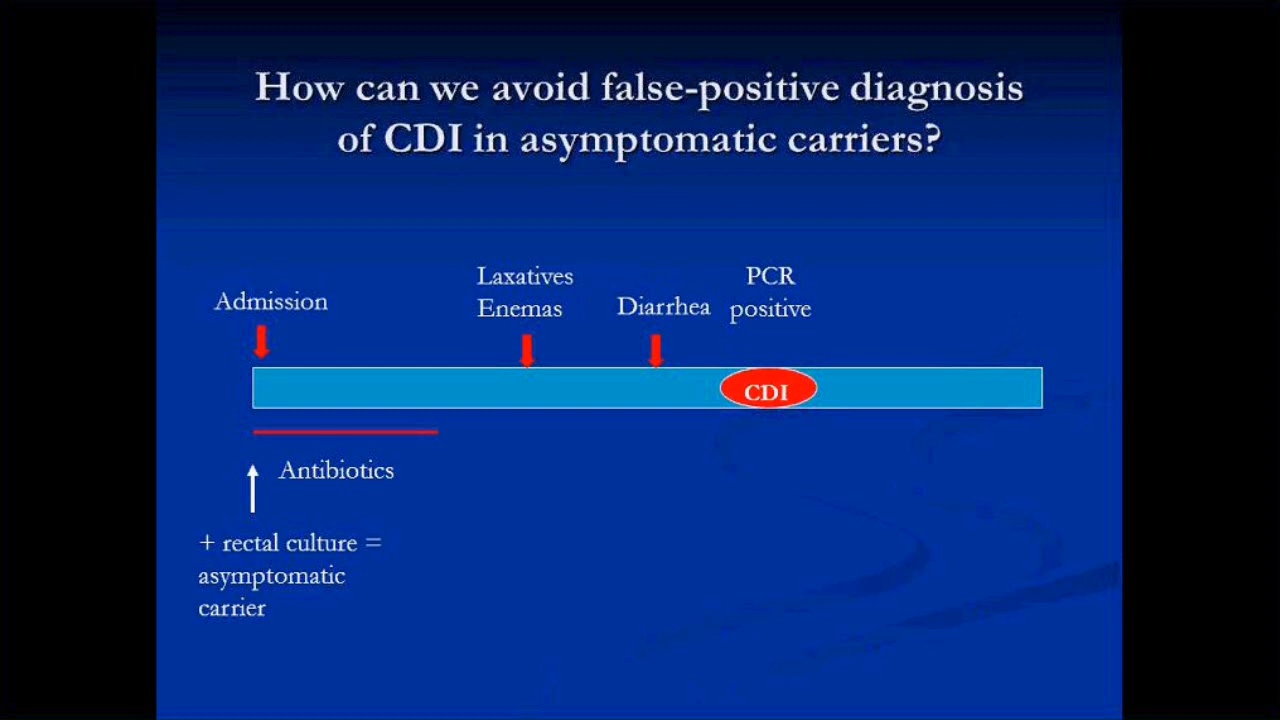 How can we avoid false-positive diagnosis
of CDI in asymptomatic carriers?
Admission
Laxatives
Enemas
Diarrhea
PCR
positive
CDI
Antibiotics
+ rectal culture =
asymptomatic
carrier